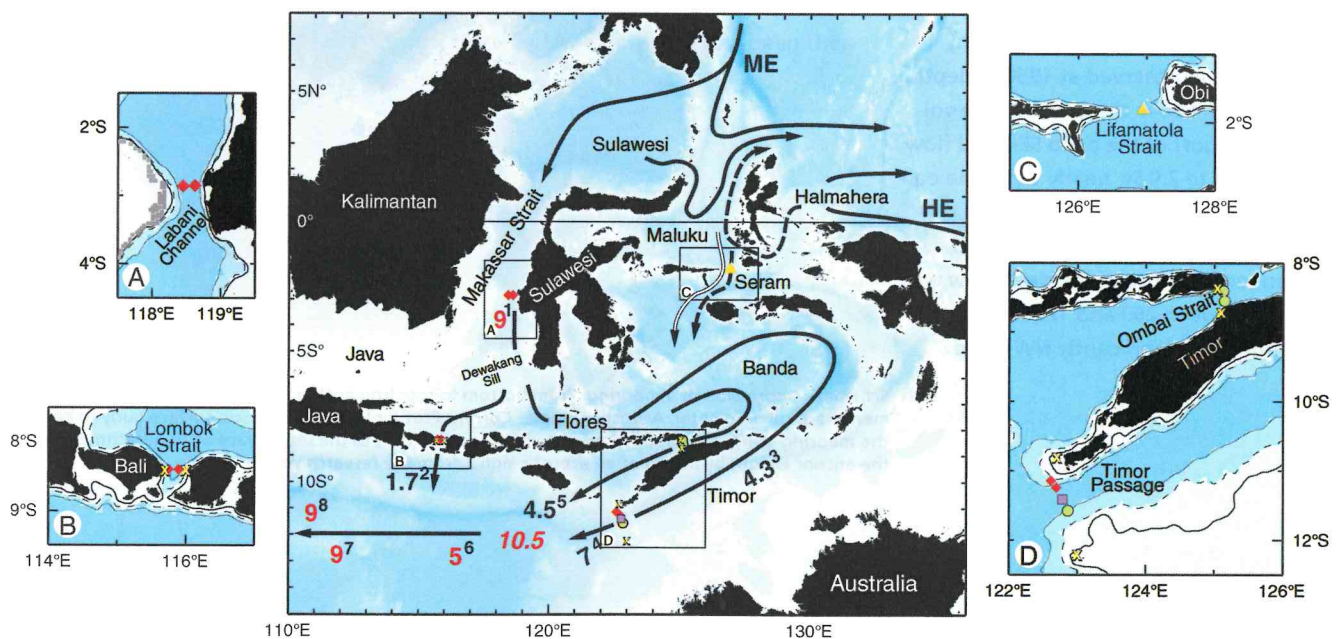 2°S
4°S
118°E
119°E
Labani
Channel
A
8°S
9°S
114°E
116°E
Lombok
Strait
Bali
B
5°N
0°
5°S
10°S
110°E
120°E
130°E
ME
HE
Sulawesi
Halmahera
Kalimantan
Makassar Strait
Maluku
Sulawesi
Seram
C
9¹
A
Java
Dewakang
Sill
Banda
Java
Flores
B
1.7²
4.5⁵
4.3³
Timor
9⁸
9⁷
5⁶
10.5
D
Australia
Obi
Lifamatola
Strait
2°S
C
126°E
128°E
8°S
Ombai Strait
Timor
10°S
Timor
Passage
D
12°S
122°E
124°E
126°E